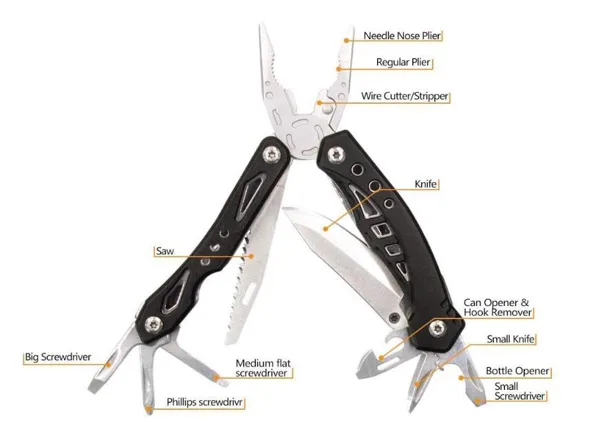 Needle Nose Plier
Regular Plier
Wire Cutter/Stripper
Knife
Saw
Can Opener &
Hook Remover
Small Knife
Big Screwdriver
Medium flat
screwdriver
Bottle Opener
Small
Screwdriver
Phillips screwdrivr